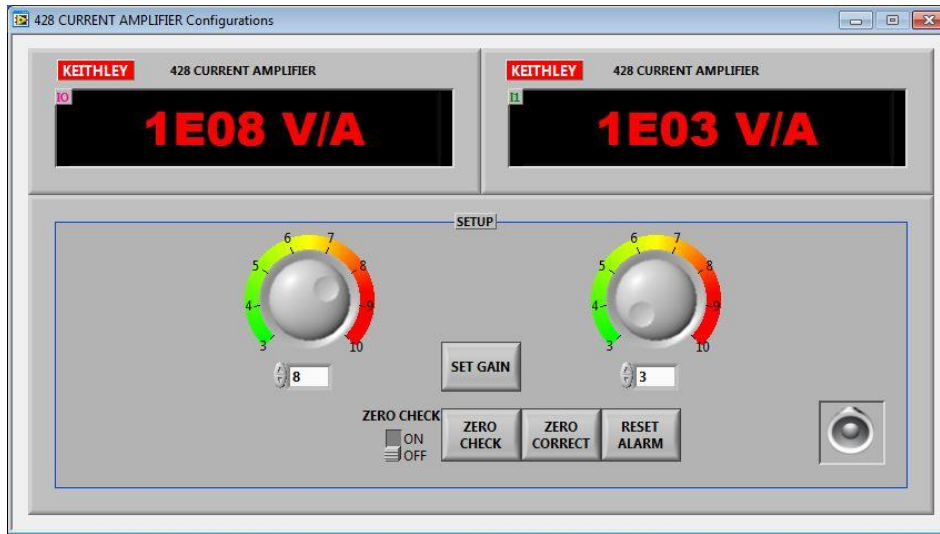 428 CURRENT AMPLIFIER Configurations
KEITHLEY 428 CURRENT AMPLIFIER
I0
1E08 V/A
KEITHLEY 428 CURRENT AMPLIFIER
I1
1E03 V/A
SETUP
3 4 5 6 7 8 9 10
8
3 4 5 6 7 8 9 10
3
SET GAIN
ZERO CHECK
ON
OFF
ZERO
CHECK
ZERO
CORRECT
RESET
ALARM